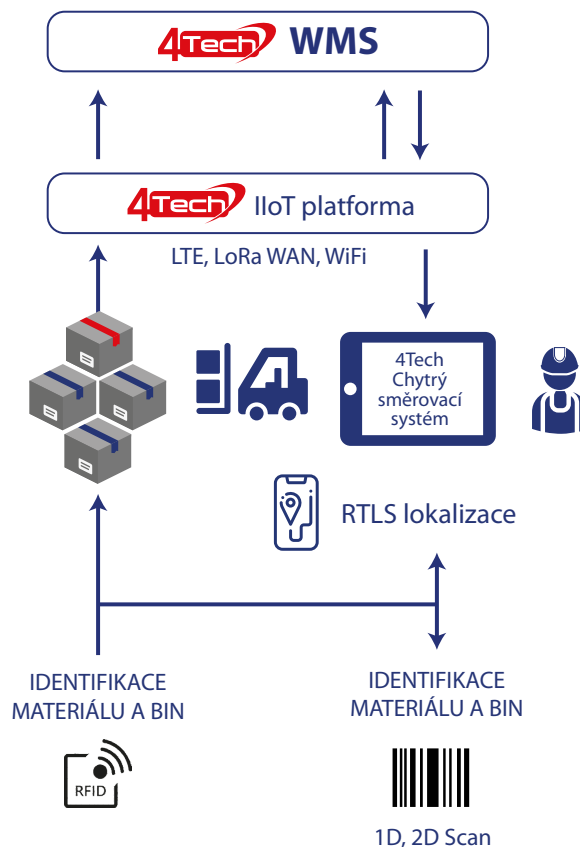 4Tech WMS
4Tech IIoT platforma
LTE, LoRa WAN, WiFi
4Tech
Chytrý
směrovací
systém
RTLS lokalizace
IDENTIFIKACE
MATERIÁLU A BIN
RFID
IDENTIFIKACE
MATERIÁLU A BIN
1D, 2D Scan